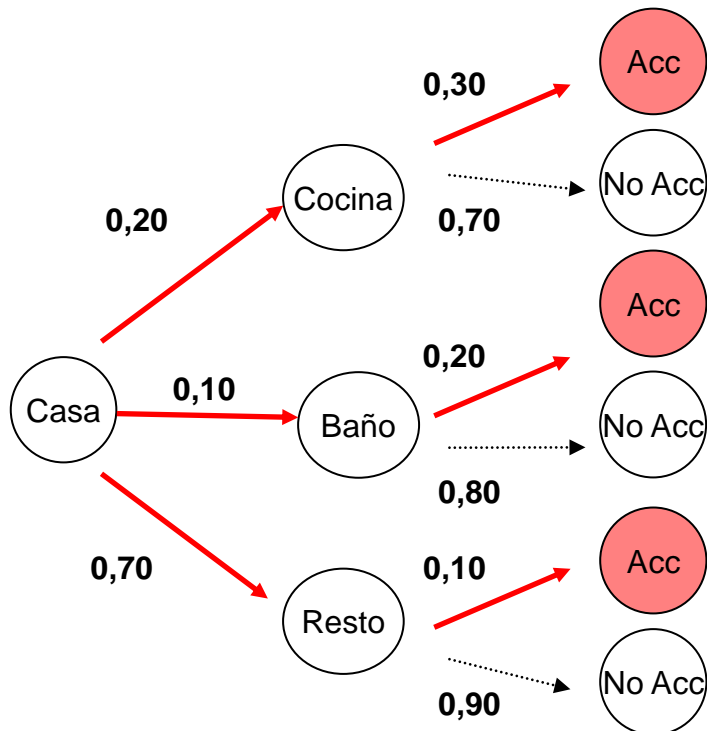 Acc
0,30
No Acc
Cocina
0,20
0,70
Acc
0,20
0,10
Casa
Baño
No Acc
0,80
Acc
0,70
0,10
Resto
No Acc
0,90